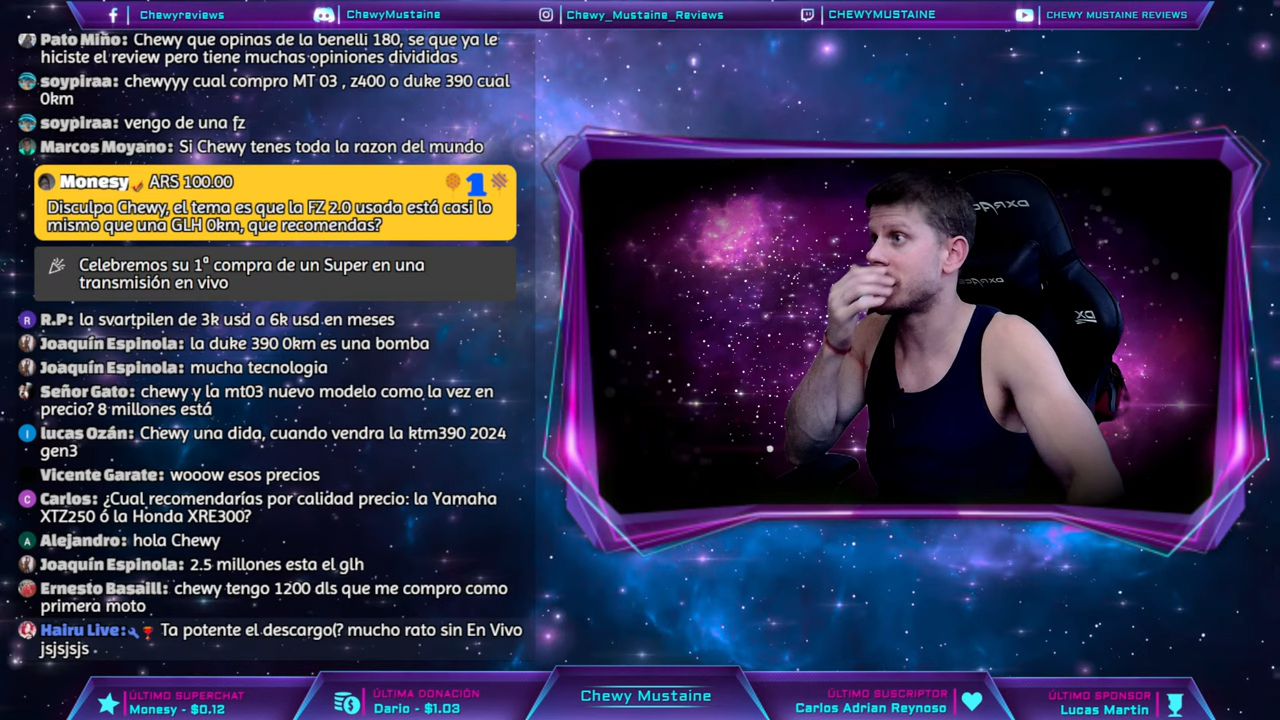 Chewyreviews
ChewyMustaine
Chewy_Mustaine_Reviews
CHEWYMUSTAINE
CHEWY MUSTAINE REVIEWS
Pato Miño: Chewy que opinas de la benelli 180, se que ya le
hiciste el review pero tiene muchas opiniones divididas
soypiraa: chewyyy cual compro MT 03 , z400 o duke 390 cual
0km
soypiraa: vengo de una fz
Marcos Moyano: Si Chewy tenes toda la razon del mundo
Monesy ARS 100.00
1
Disculpa Chewy, el tema es que la FZ 2.0 usada está casi lo
mismo que una GLH 0km, que recomendas?
Celebremos su 1ª compra de un Super en una
transmisión en vivo
R R.P: la svartpilen de 3k usd a 6k usd en meses
Joaquín Espinola: la duke 390 0km es una bomba
Joaquín Espinola: mucha tecnologia
Señor Gato: chewy y la mt03 nuevo modelo como la vez en
precio? 8 millones está
l lucas Ozán: Chewy una dida, cuando vendra la ktm390 2024
gen3
Vicente Garate: wooow esos precios
C Carlos: ¿Cual recomendarías por calidad precio: la Yamaha
XTZ250 ó la Honda XRE300?
A Alejandro: hola Chewy
Joaquín Espinola: 2.5 millones esta el glh
Ernesto Basaill: chewy tengo 1200 dls que me compro como
primera moto
Hairu Live: Ta potente el descargo(? mucho rato sin En Vivo
jsjsjsjs
DXRACER
DXRACER
DX
ÚLTIMO SUPERCHAT
Monesy - $0.12
ÚLTIMA DONACIÓN
Dario - $1.03
Chewy Mustaine
ÚLTIMO SUSCRIPTOR
Carlos Adrian Reynoso
ÚLTIMO SPONSOR
Lucas Martin